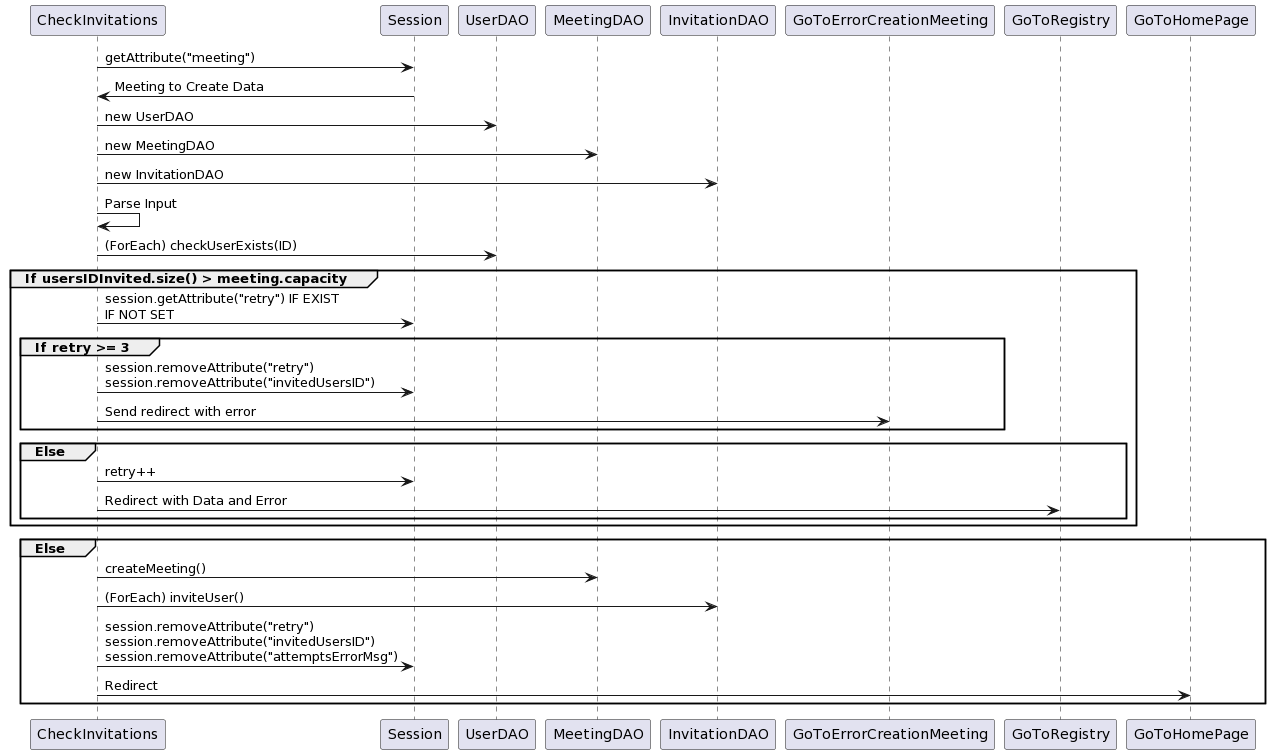 CheckInvitations
Session
UserDAO
MeetingDAO
InvitationDAO
GoToErrorCreationMeeting
GoToRegistry
GoToHomePage
getAttribute("meeting")
Meeting to Create Data
new UserDAO
new MeetingDAO
new InvitationDAO
Parse Input
(ForEach) checkUserExists(ID)
If usersIDInvited.size() > meeting.capacity
session.getAttribute("retry") IF EXIST
IF NOT SET
If retry >= 3
session.removeAttribute("retry")
session.removeAttribute("invitedUsersID")
Send redirect with error
Else
retry++
Redirect with Data and Error
Else
createMeeting()
(ForEach) inviteUser()
session.removeAttribute("retry")
session.removeAttribute("invitedUsersID")
session.removeAttribute("attemptsErrorMsg")
Redirect
CheckInvitations
Session
UserDAO
MeetingDAO
InvitationDAO
GoToErrorCreationMeeting
GoToRegistry
GoToHomePage